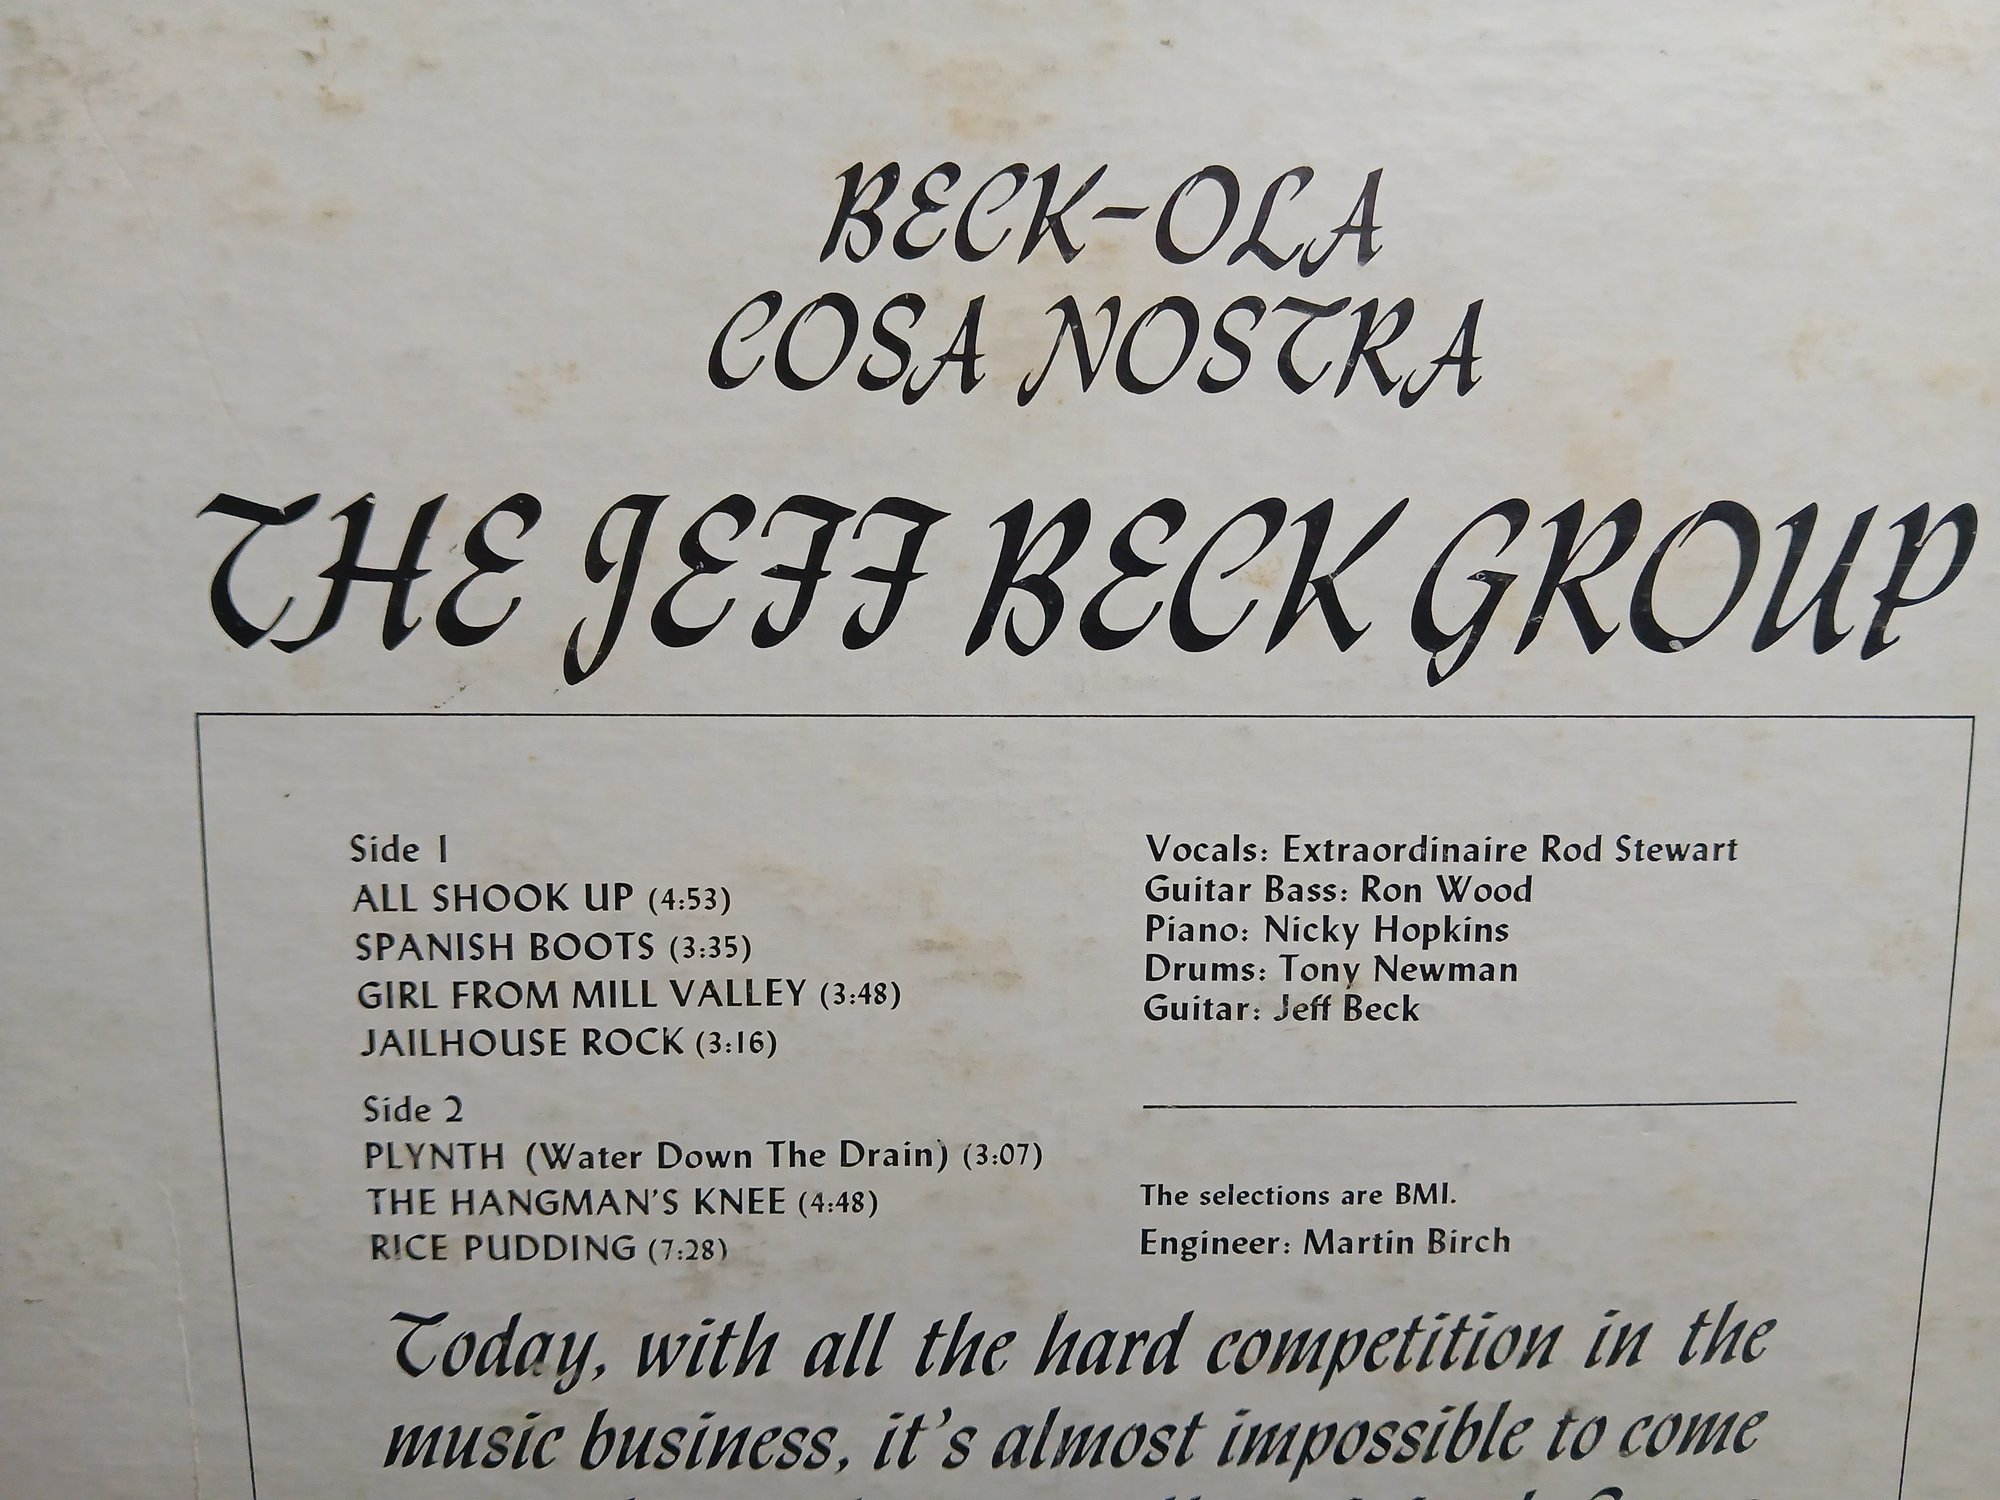 BECK-OLA
COSA NOSTRA
THE JEFF BECK GROUP
Side 1
ALL SHOOK UP (4:53)
SPANISH BOOTS (3:35)
GIRL FROM MILL VALLEY (3:48)
JAILHOUSE ROCK (3:16)
Side 2
PLYNTH (Water Down The Drain) (3:07)
THE HANGMAN'S KNEE (4:48)
RICE PUDDING (7:28)
Vocals: Extraordinaire Rod Stewart
Guitar Bass: Ron Wood
Piano: Nicky Hopkins
Drums: Tony Newman
Guitar: Jeff Beck
The selections are BMI.
Engineer: Martin Birch
Today, with all the hard competition in the
music business, it's almost impossible to come